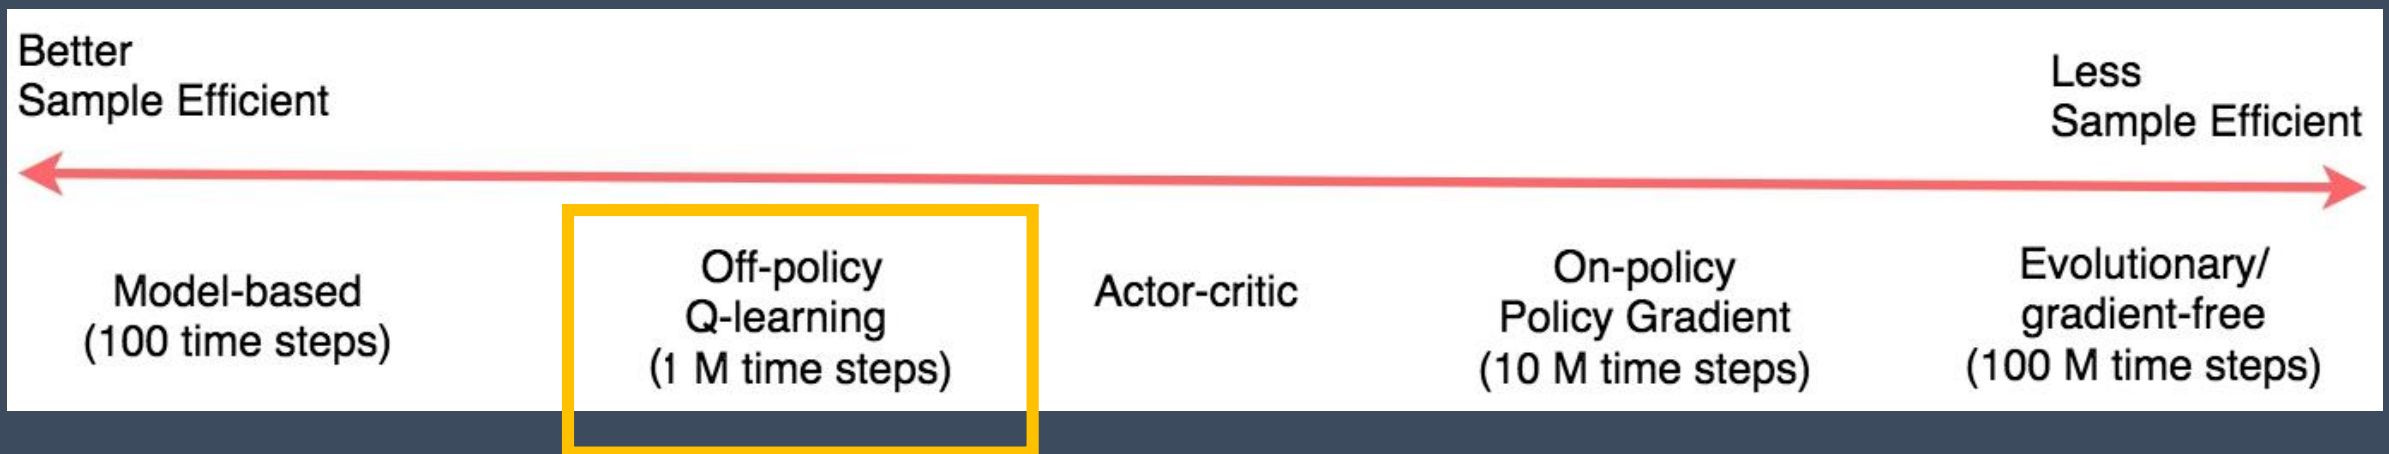 Better
Sample Efficient
Less
Sample Efficient
Model-based
(100 time steps)
Off-policy
Q-learning
(1 M time steps)
Actor-critic
On-policy
Policy Gradient
(10 M time steps)
Evolutionary/
gradient-free
(100 M time steps)